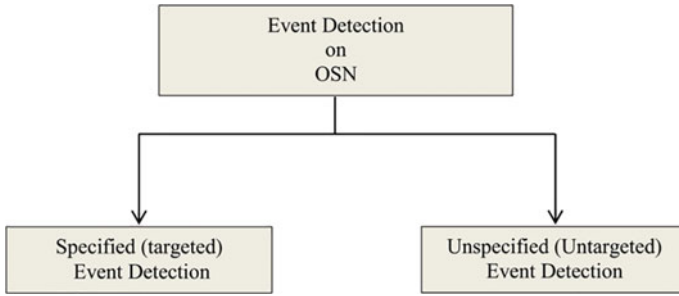 Event Detection
on
OSN
Specified (targeted)
Event Detection
Unspecified (Untargeted)
Event Detection